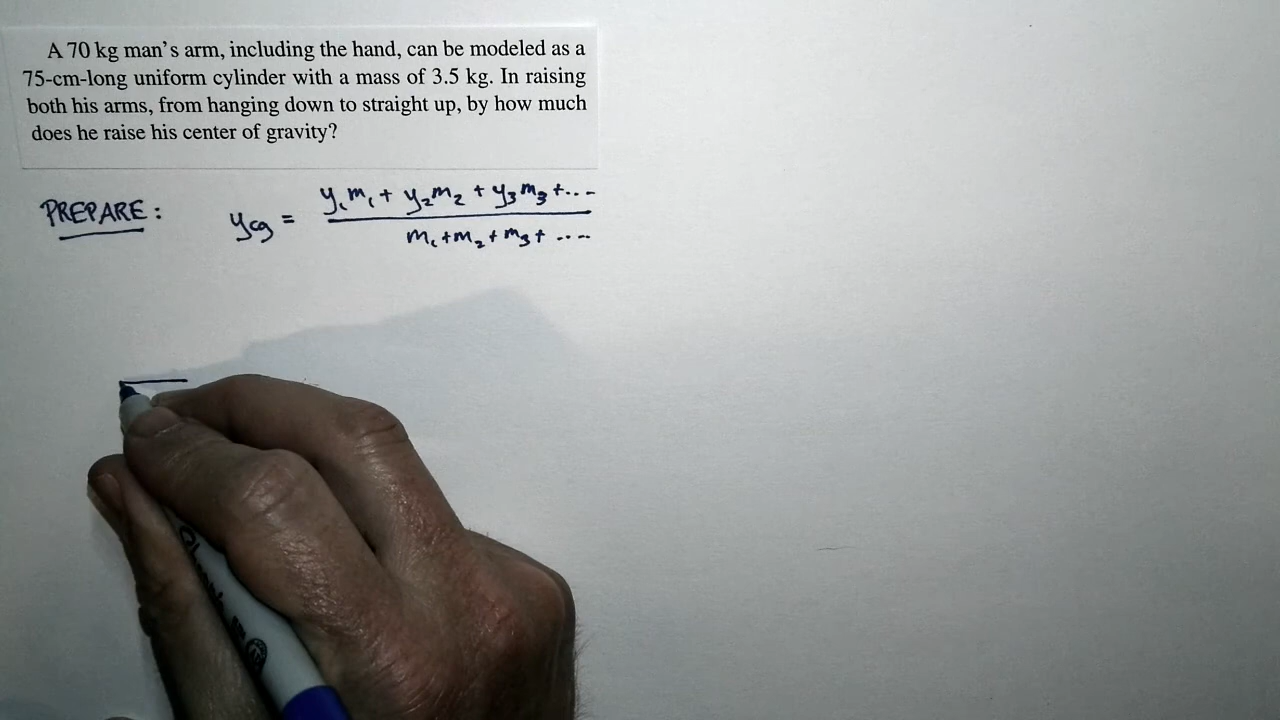 A 70 kg man's arm, including the hand, can be modeled as a
75-cm-long uniform cylinder with a mass of 3.5 kg. In raising
both his arms, from hanging down to straight up, by how much
does he raise his center of gravity?
PREPARE: y_cg = (y₁m₁ + y₂m₂ + y₃m₃ + ...) / (m₁ + m₂ + m₃ + ....)